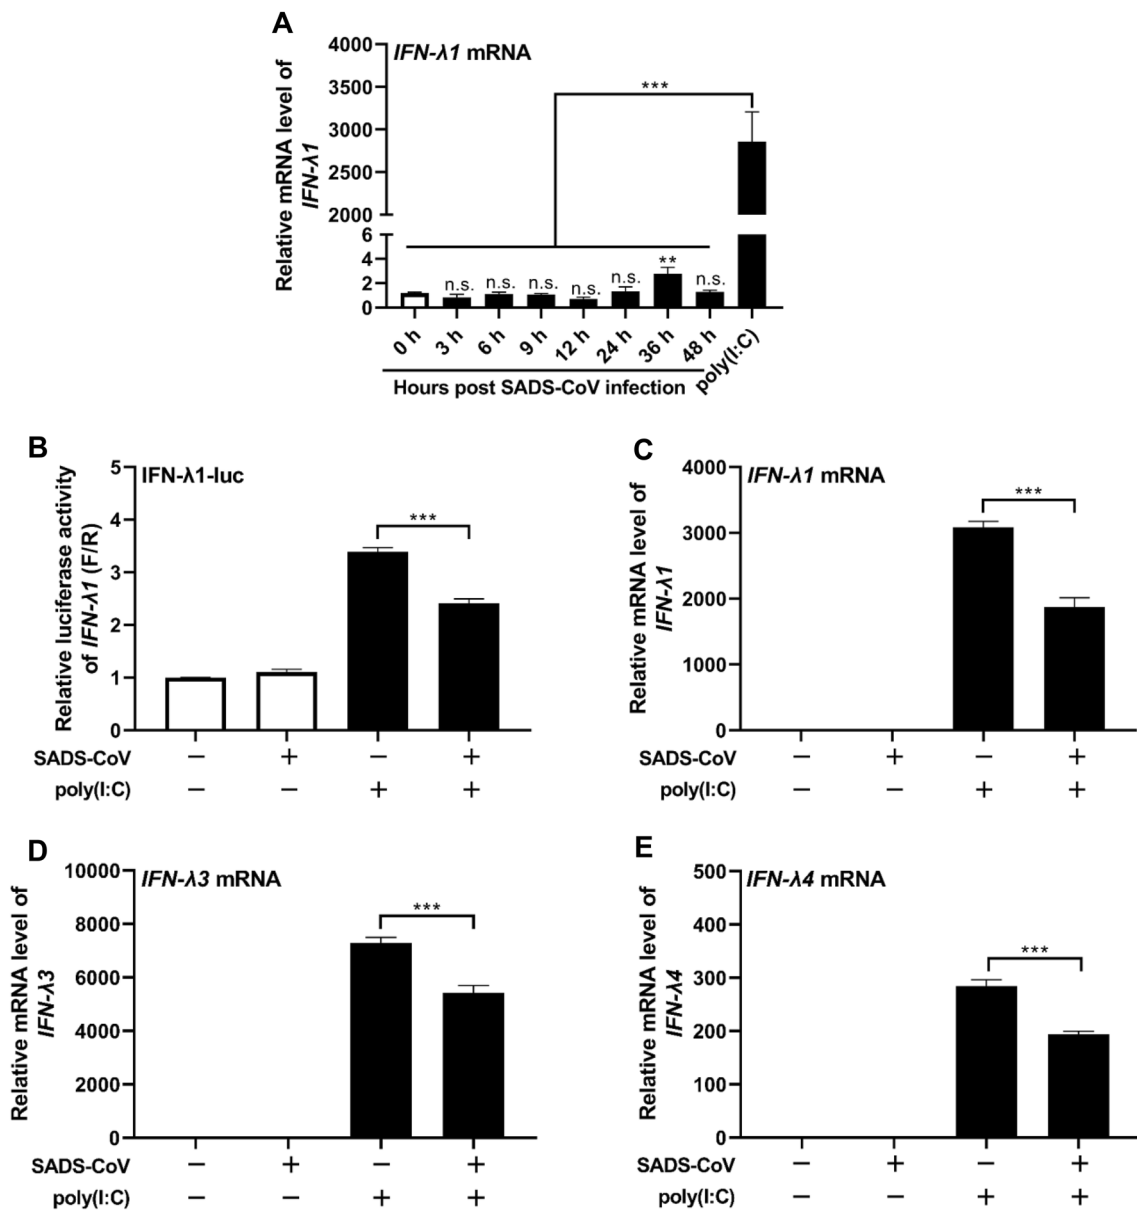 A
IFN-λ1 mRNA
Relative mRNA level of
IFN-λ1
4000
3500
3000
2500
2000
6
4
2
0
***
n.s.
n.s.
n.s.
n.s.
n.s.
**
n.s.
0 h
3 h
6 h
9 h
12 h
24 h
36 h
48 h
poly(I:C)
Hours post SADS-CoV infection
B
IFN-λ1-luc
Relative luciferase activity
of IFN-λ1 (F/R)
5
4
3
2
1
0
***
SADS-CoV − + − +
poly(I:C) − − + +
C
IFN-λ1 mRNA
Relative mRNA level of
IFN-λ1
4000
3000
2000
1000
0
***
SADS-CoV − + − +
poly(I:C) − − + +
D
IFN-λ3 mRNA
Relative mRNA level of
IFN-λ3
10000
8000
6000
4000
2000
0
***
SADS-CoV − + − +
poly(I:C) − − + +
E
IFN-λ4 mRNA
Relative mRNA level of
IFN-λ4
500
400
300
200
100
0
***
SADS-CoV − + − +
poly(I:C) − − + +